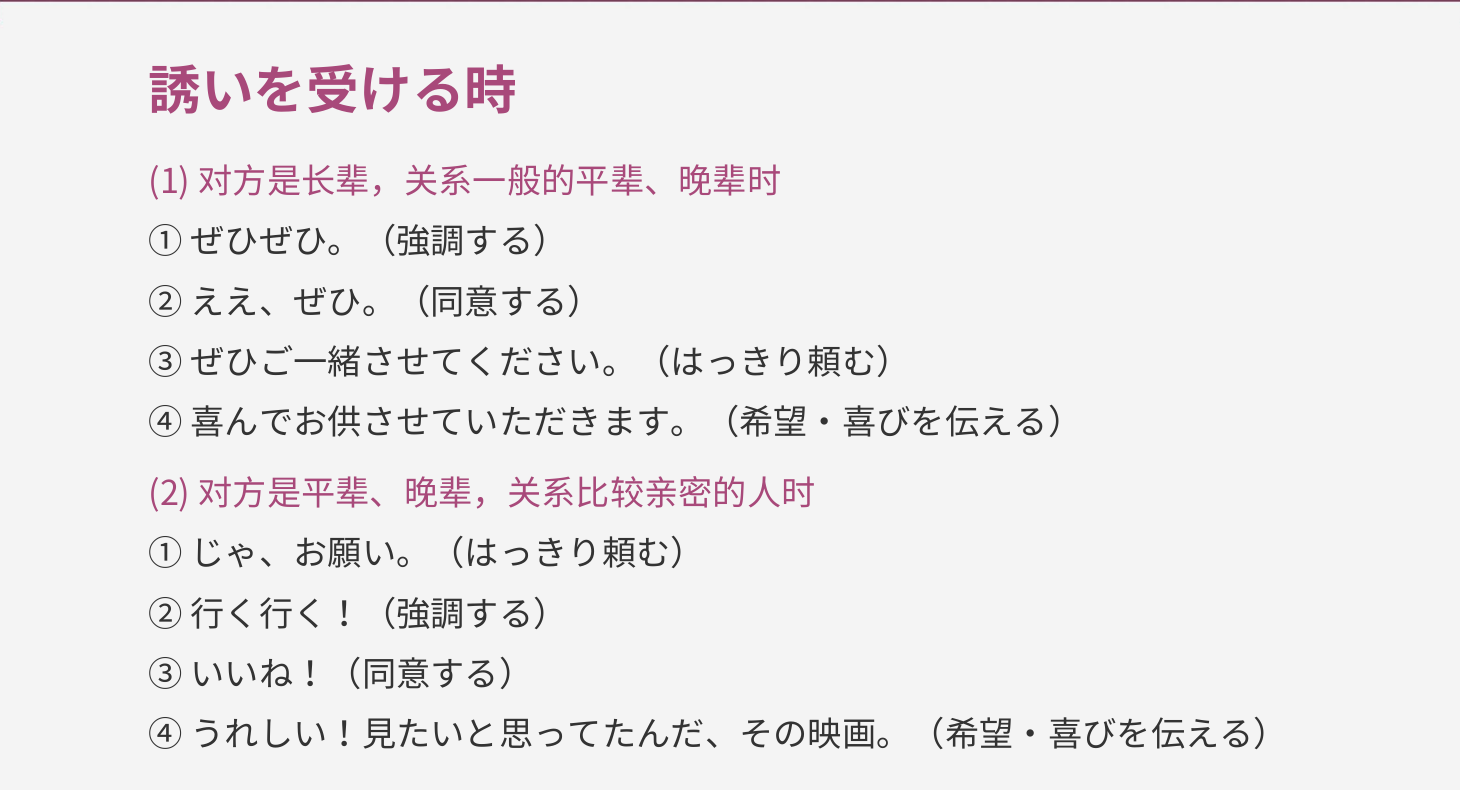 誘いを受ける時
(1) 对方是长辈，关系一般的平辈、晚辈时
① ぜひぜひ。（強調する）
② ええ、ぜひ。（同意する）
③ ぜひご一緒させてください。（はっきり頼む）
④ 喜んでお供させていただきます。（希望・喜びを伝える）
(2) 对方是平辈、晚辈，关系比较亲密的人时
① じゃ、お願い。（はっきり頼む）
② 行く行く！（強調する）
③ いいね！（同意する）
④ うれしい！見たいと思ってたんだ、その映画。（希望・喜びを伝える）